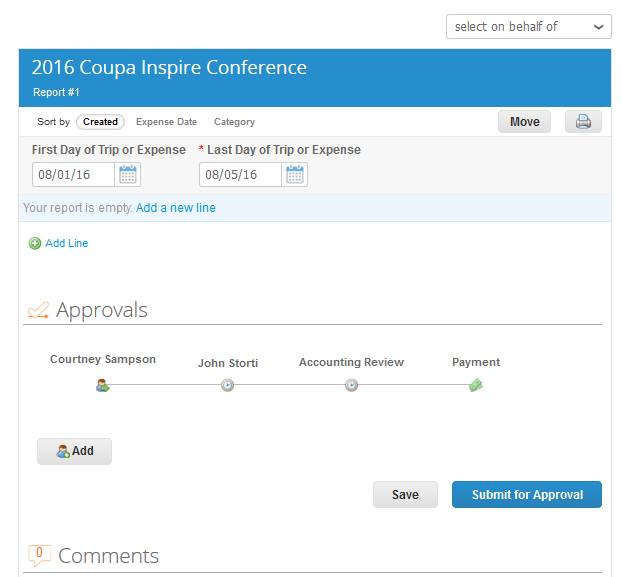 select on behalf of
2016 Coupa Inspire Conference
Report #1
Sort by Created Expense Date Category Move
First Day of Trip or Expense * Last Day of Trip or Expense
08/01/16 08/05/16
Your report is empty. Add a new line
Add Line
Approvals
Courtney Sampson John Storti Accounting Review Payment
Add
Save Submit for Approval
0 Comments